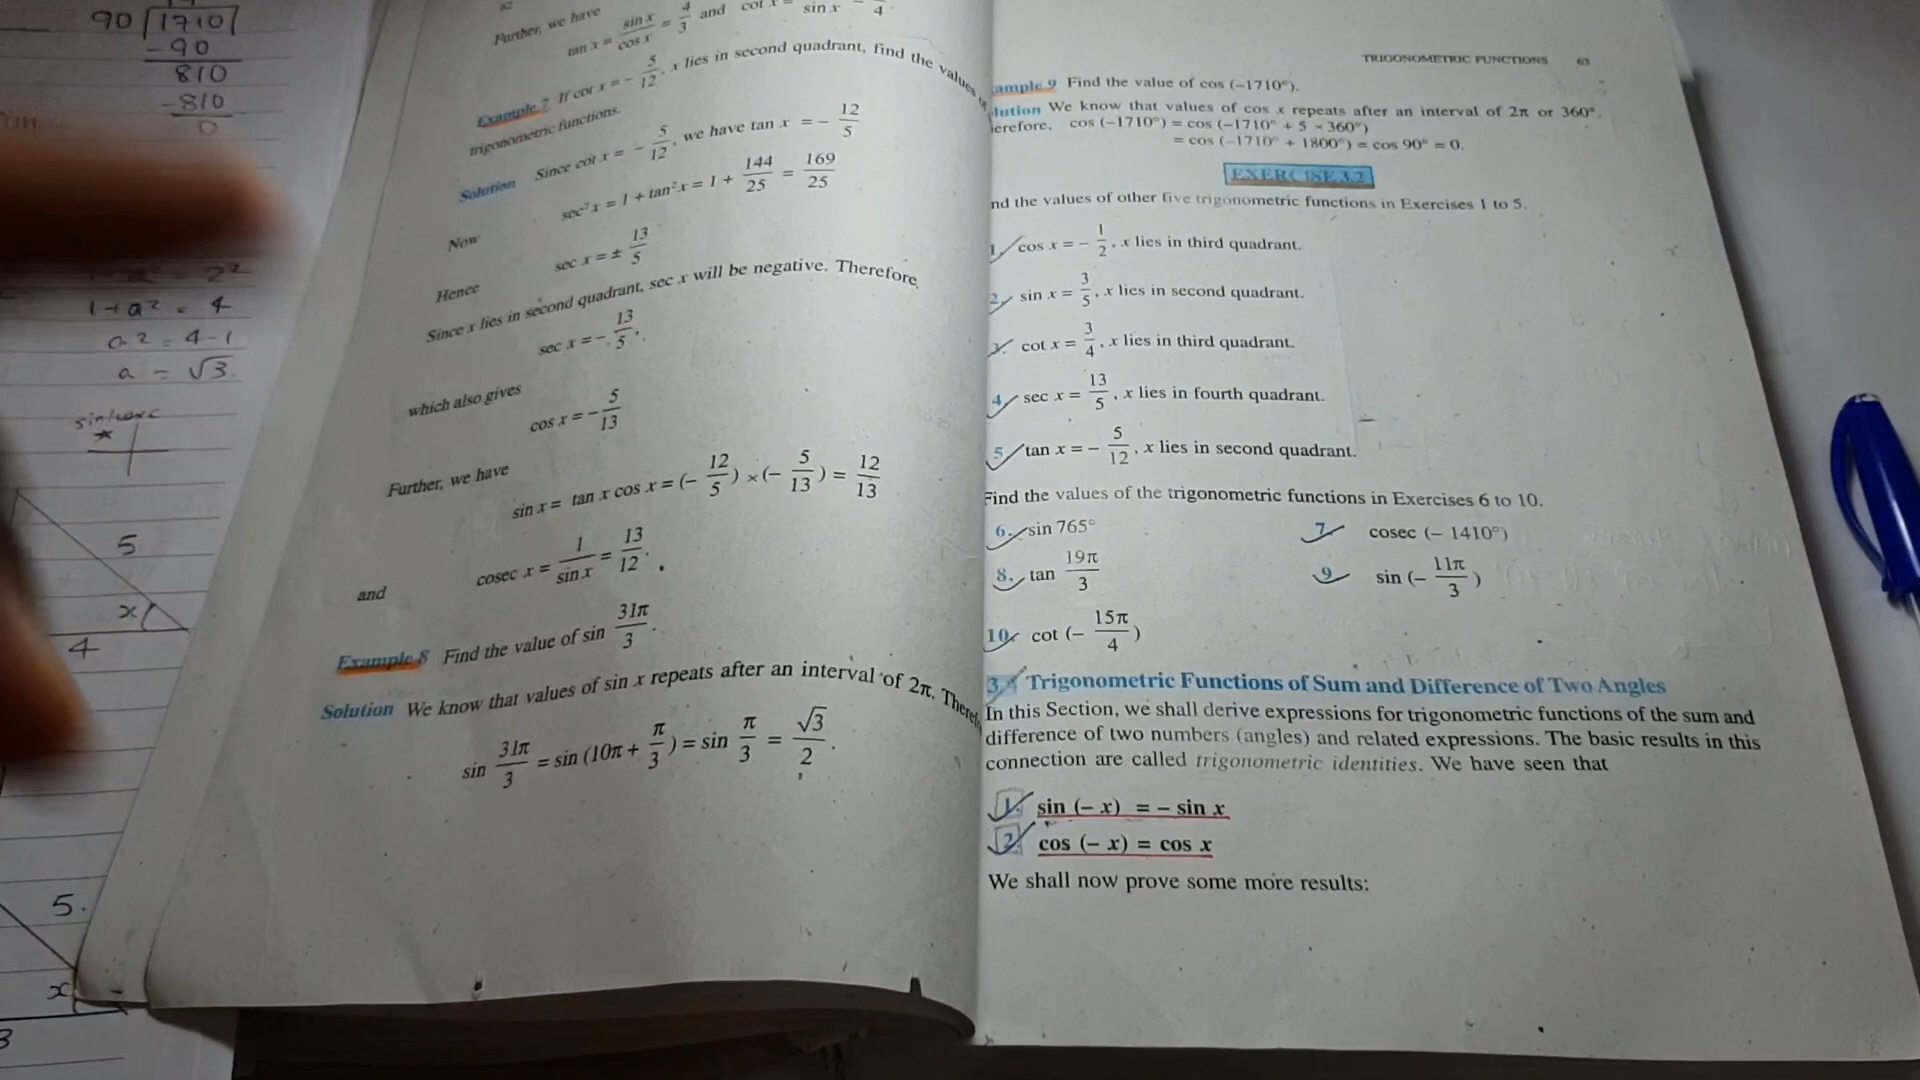 90 1710
-90
810
-810
0
1+a² = 4
a² = 4-1
a = √3
5
x
4
5.
x
3
62
Further, we have
tan x = sin x / cos x = 4/3 and cot x = sin x 4
Example 7 If cot x = − 5/12, x lies in second quadrant, find the values of
trigonometric functions.
Solution Since cot x = − 5/12, we have tan x = − 12/5
Now sec² x = 1 + tan² x = 1 + 144/25 = 169/25
Hence sec x = ± 13/5
Since x lies in second quadrant, sec x will be negative. Therefore,
sec x = − 13/5,
which also gives
cos x = − 5/13
Further, we have
sin x = tan x cos x = (− 12/5) × (− 5/13) = 12/13
and cosec x = 1/sin x = 13/12.
Example 8 Find the value of sin 31π/3.
Solution We know that values of sin x repeats after an interval of 2π. Theref
sin 31π/3 = sin (10π + π/3) = sin π/3 = √3/2.
TRIGONOMETRIC FUNCTIONS 63
ample 9 Find the value of cos (−1710°).
lution We know that values of cos x repeats after an interval of 2π or 360°.
erefore, cos (−1710°) = cos (−1710° + 5 × 360°)
= cos (−1710° + 1800°) = cos 90° = 0.
EXERCISE 3.2
nd the values of other five trigonometric functions in Exercises 1 to 5.
1. cos x = − 1/2, x lies in third quadrant.
2. sin x = 3/5, x lies in second quadrant.
3. cot x = 3/4, x lies in third quadrant.
4. sec x = 13/5, x lies in fourth quadrant.
5. tan x = − 5/12, x lies in second quadrant.
Find the values of the trigonometric functions in Exercises 6 to 10.
6. sin 765° 7. cosec (− 1410°)
8. tan 19π/3 9. sin (− 11π/3)
10. cot (− 15π/4)
3.4 Trigonometric Functions of Sum and Difference of Two Angles
In this Section, we shall derive expressions for trigonometric functions of the sum and
difference of two numbers (angles) and related expressions. The basic results in this
connection are called trigonometric identities. We have seen that
1. sin (− x) = − sin x
2. cos (− x) = cos x
We shall now prove some more results: